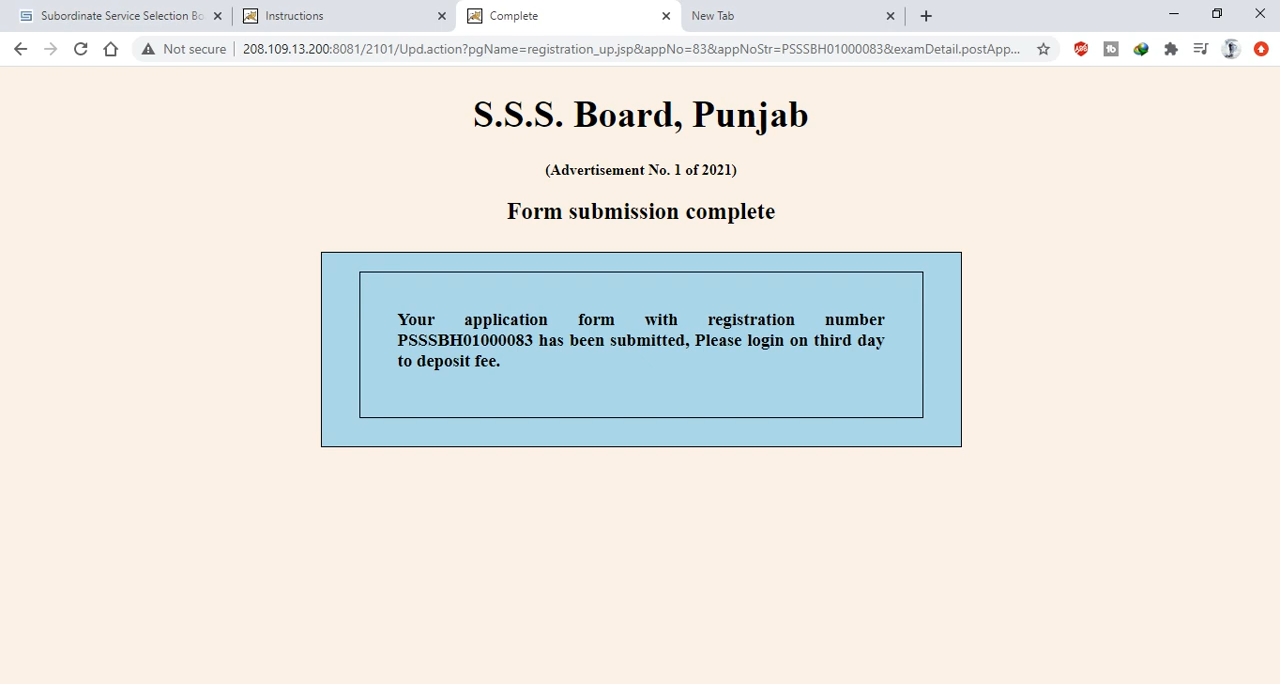 Subordinate Service Selection Bo
Instructions
Complete
New Tab
Not secure
208.109.13.200:8081/2101/Upd.action?pgName=registration_up.jsp&appNo=83&appNoStr=PSSSBH01000083&examDetail.postApp...
S.S.S. Board, Punjab
(Advertisement No. 1 of 2021)
Form submission complete
Your application form with registration number
PSSSBH01000083 has been submitted, Please login on third day
to deposit fee.